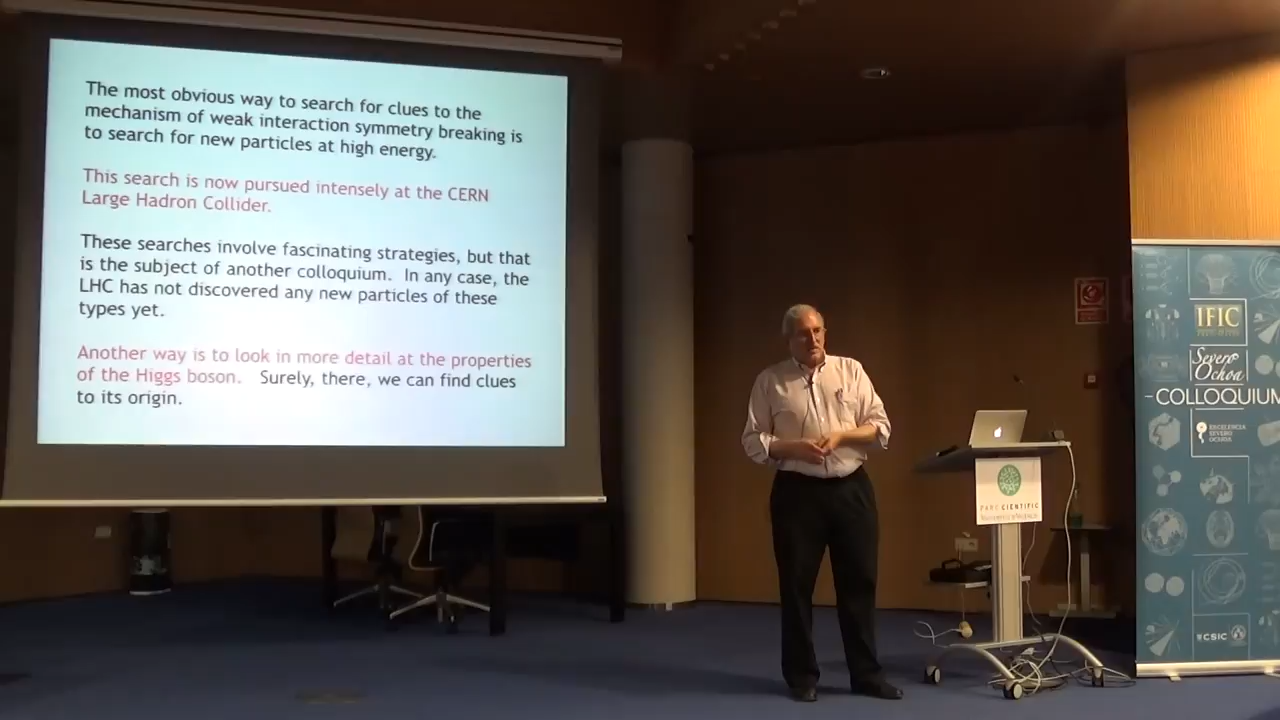 The most obvious way to search for clues to the
mechanism of weak interaction symmetry breaking is
to search for new particles at high energy.
This search is now pursued intensely at the CERN
Large Hadron Collider.
These searches involve fascinating strategies, but that
is the subject of another colloquium. In any case, the
LHC has not discovered any new particles of these
types yet.
Another way is to look in more detail at the properties
of the Higgs boson. Surely, there, we can find clues
to its origin.
IFIC
Severo
Ochoa
COLLOQUIUM
EXCELENCIA
SEVERO
OCHOA
CSIC
PARC CIENTÍFIC